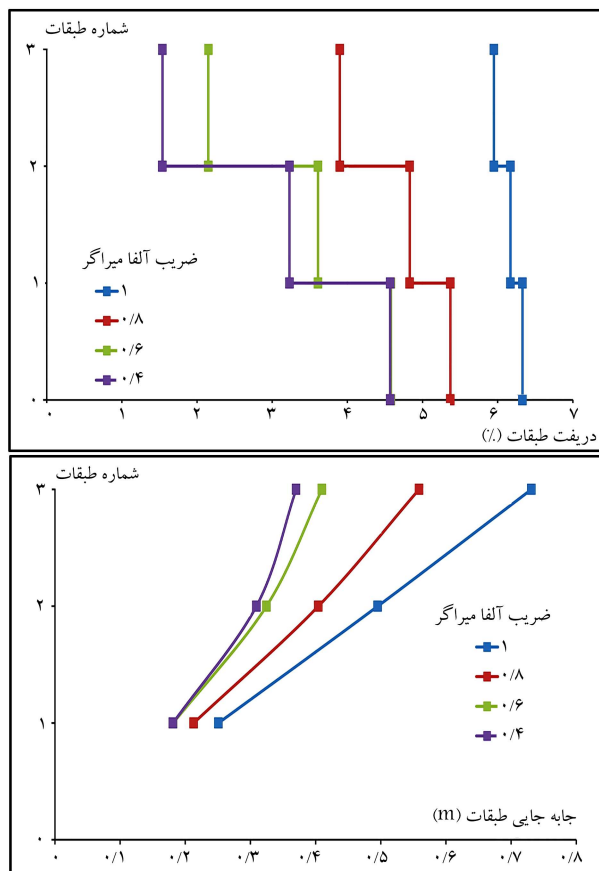 شماره طبقات
۳
۲
۱
۰
ضریب آلفا میراگر
۱
۰/۸
۰/۶
۰/۴
۰ ۱ ۲ ۳ ۴ ۵ ۶ ۷
دریفت طبقات (٪)
شماره طبقات
۳
۲
۱
۰
ضریب آلفا میراگر
۱
۰/۸
۰/۶
۰/۴
جابه جایی طبقات (m)
۰ ۰/۱ ۰/۲ ۰/۳ ۰/۴ ۰/۵ ۰/۶ ۰/۷ ۰/۸